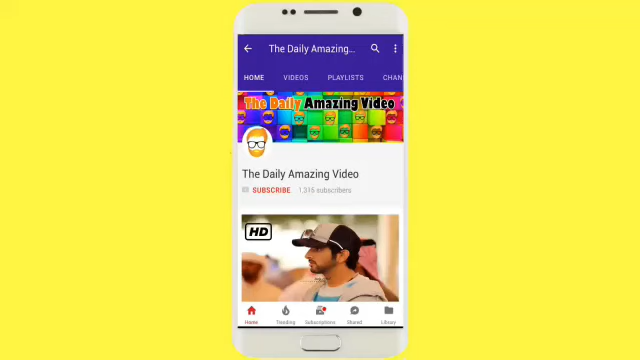 The Daily Amazing...
HOME VIDEOS PLAYLISTS CHAN
The Daily Amazing Video
The Daily Amazing Video
SUBSCRIBE 1,316 subscribers
HD
Home Trending Subscriptions Shared Library